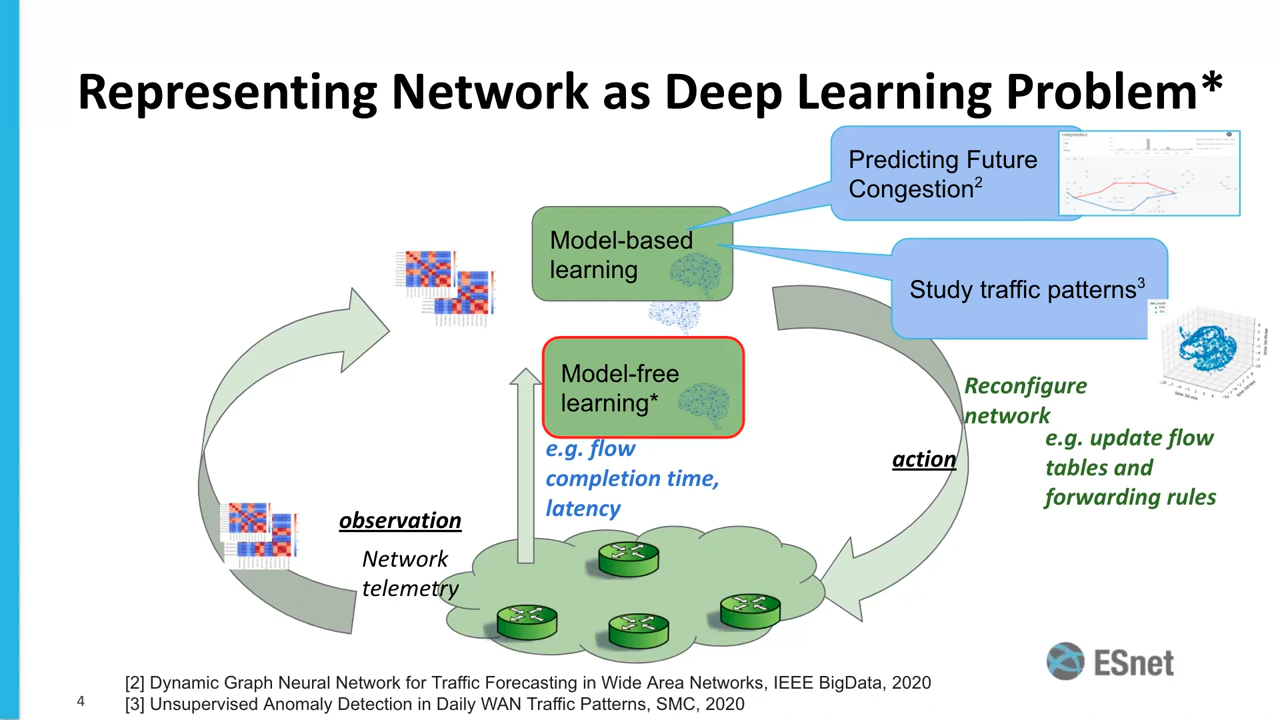 Representing Network as Deep Learning Problem*
Predicting Future
Congestion2
Model-based
learning
Study traffic patterns3
Model-free
learning*
Reconfigure
network
e.g. flow
completion time,
latency
e.g. update flow
tables and
forwarding rules
action
observation
Network
telemetry
ESnet
[2] Dynamic Graph Neural Network for Traffic Forecasting in Wide Area Networks, IEEE BigData, 2020
[3] Unsupervised Anomaly Detection in Daily WAN Traffic Patterns, SMC, 2020
4